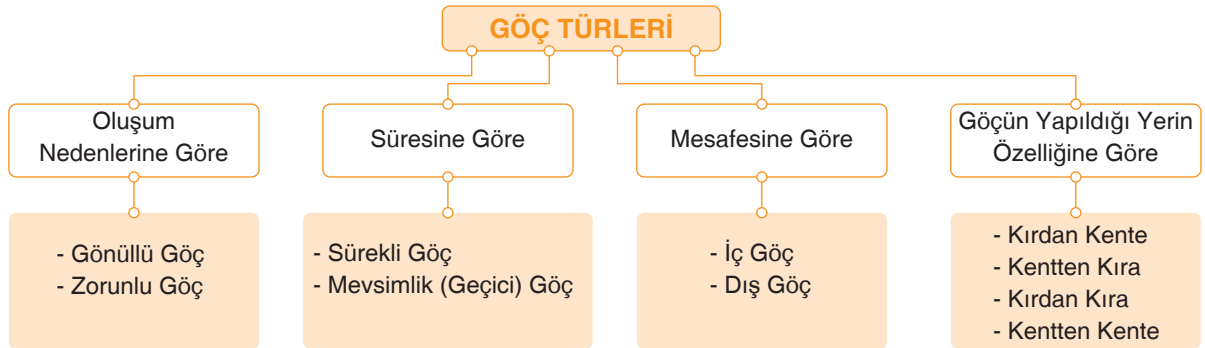 GÖÇ TÜRLERİ
Oluşum
Nedenlerine Göre
- Gönüllü Göç
- Zorunlu Göç
Süresine Göre
- Sürekli Göç
- Mevsimlik (Geçici) Göç
Mesafesine Göre
- İç Göç
- Dış Göç
Göçün Yapıldığı Yerin
Özelliğine Göre
- Kırdan Kente
- Kentten Kıra
- Kırdan Kıra
- Kentten Kente